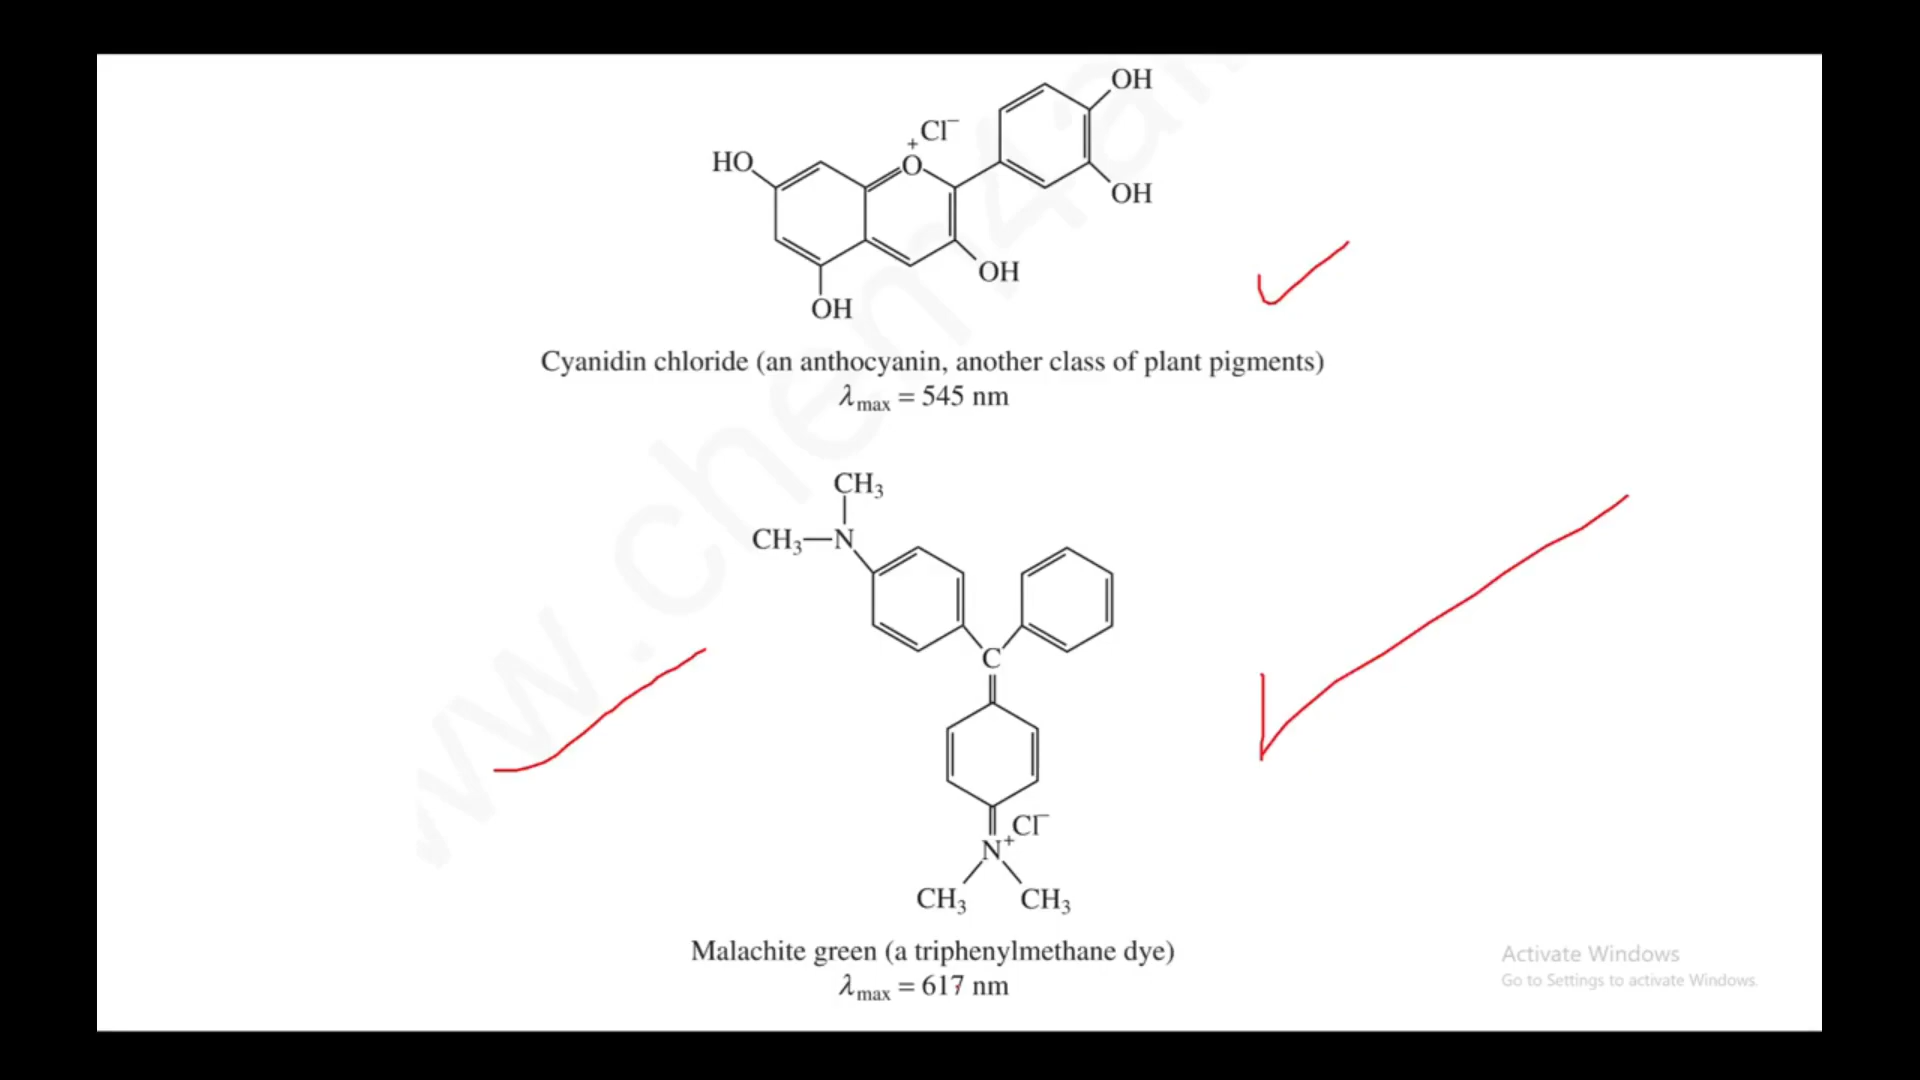 OH
Cl⁻
+
HO
O
OH
OH
OH
Cyanidin chloride (an anthocyanin, another class of plant pigments)
λmax = 545 nm
CH₃
CH₃—N
C
Cl⁻
N⁺
CH₃ CH₃
Malachite green (a triphenylmethane dye)
λmax = 617 nm
Activate Windows
Go to Settings to activate Windows.
www.chem4a